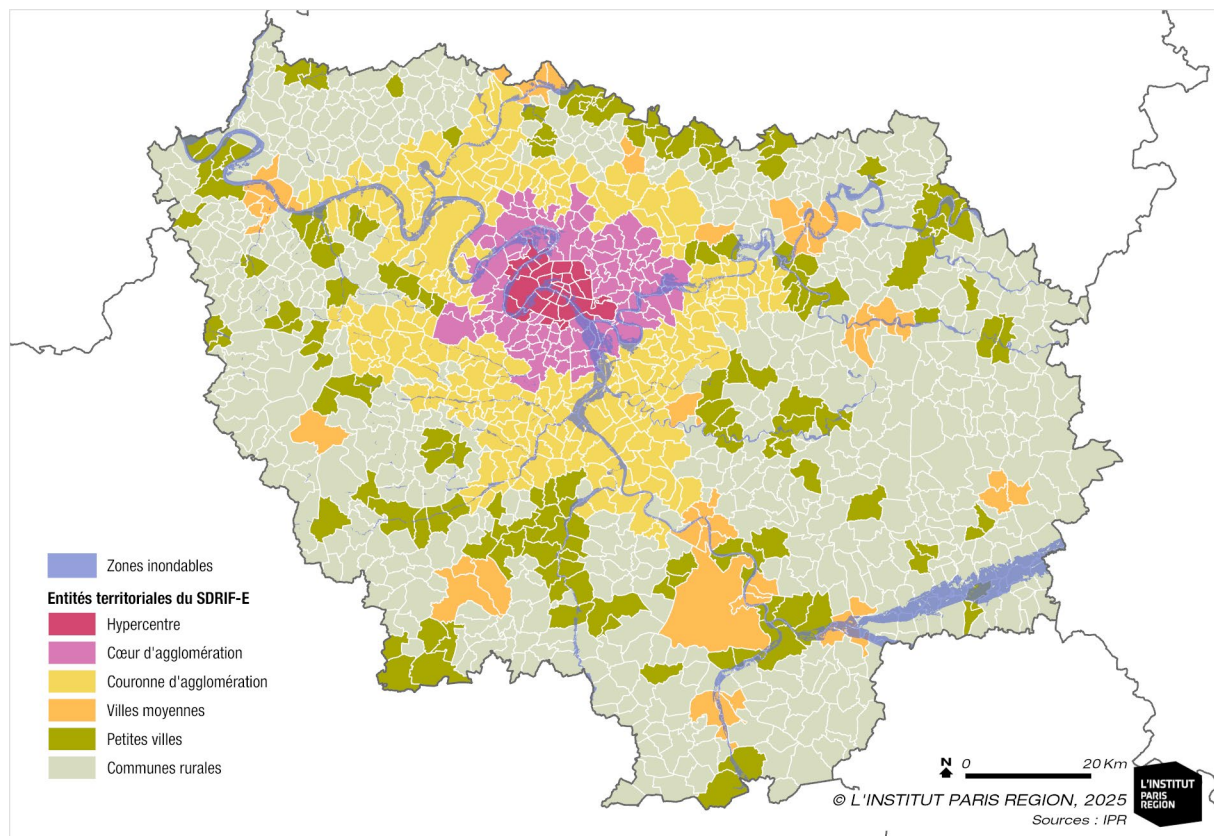 Zones inondables
Entités territoriales du SDRIF-E
Hypercentre
Cœur d'agglomération
Couronne d'agglomération
Villes moyennes
Petites villes
Communes rurales
N 0 20 Km
© L'INSTITUT PARIS REGION, 2025
Sources : IPR
L'INSTITUT
PARIS
REGION